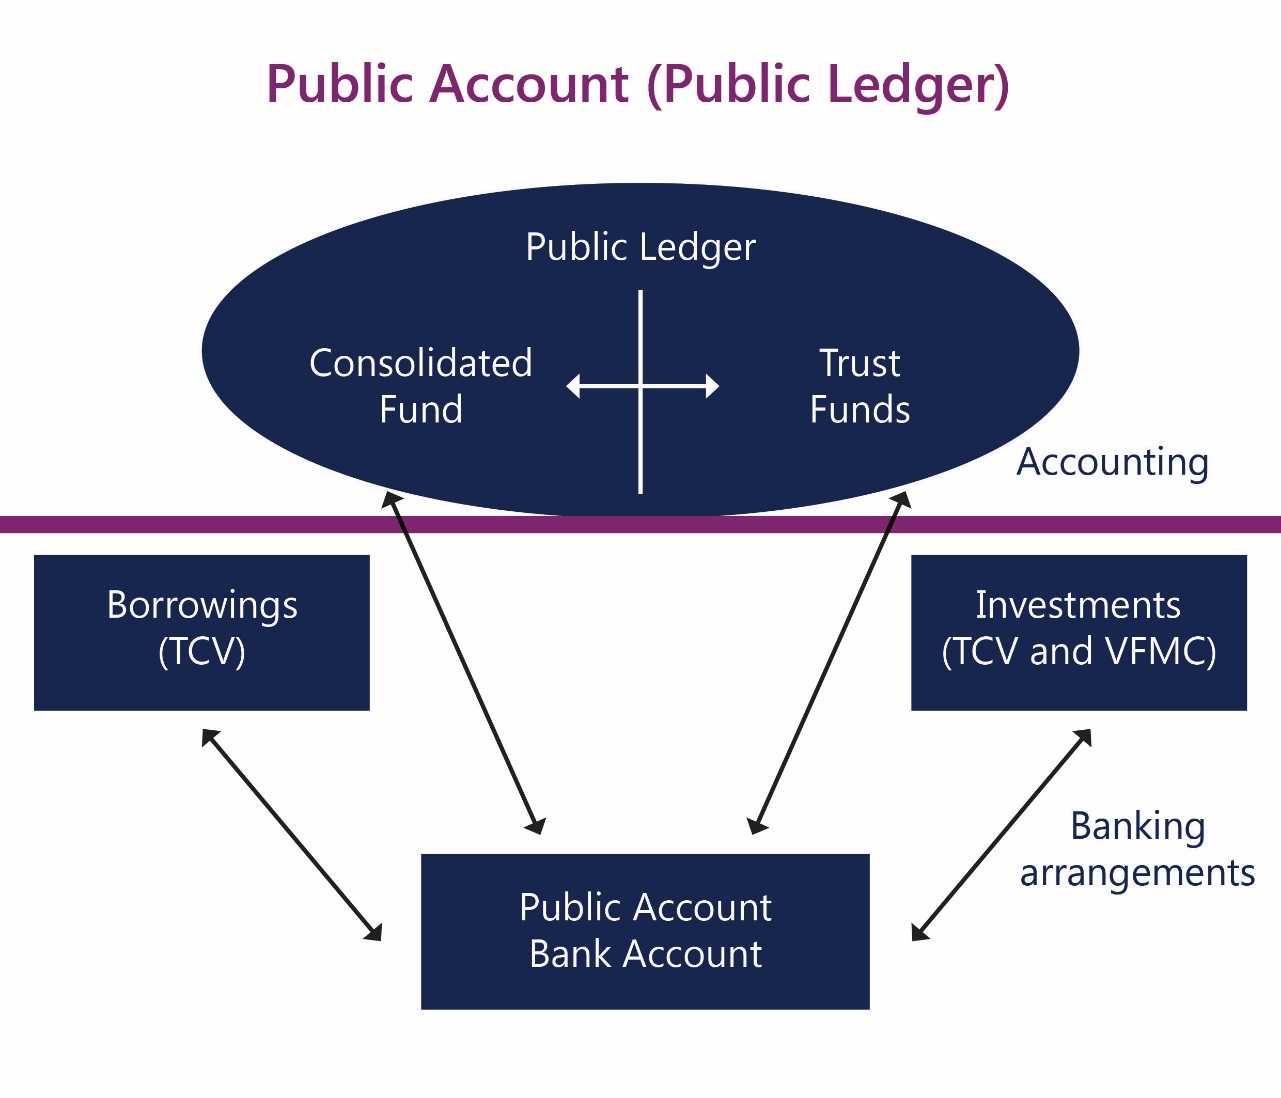 Public Account (Public Ledger)
Public Ledger
Consolidated
Fund
Trust
Funds
Accounting
Borrowings
(TCV)
Investments
(TCV and VFMC)
Banking
arrangements
Public Account
Bank Account